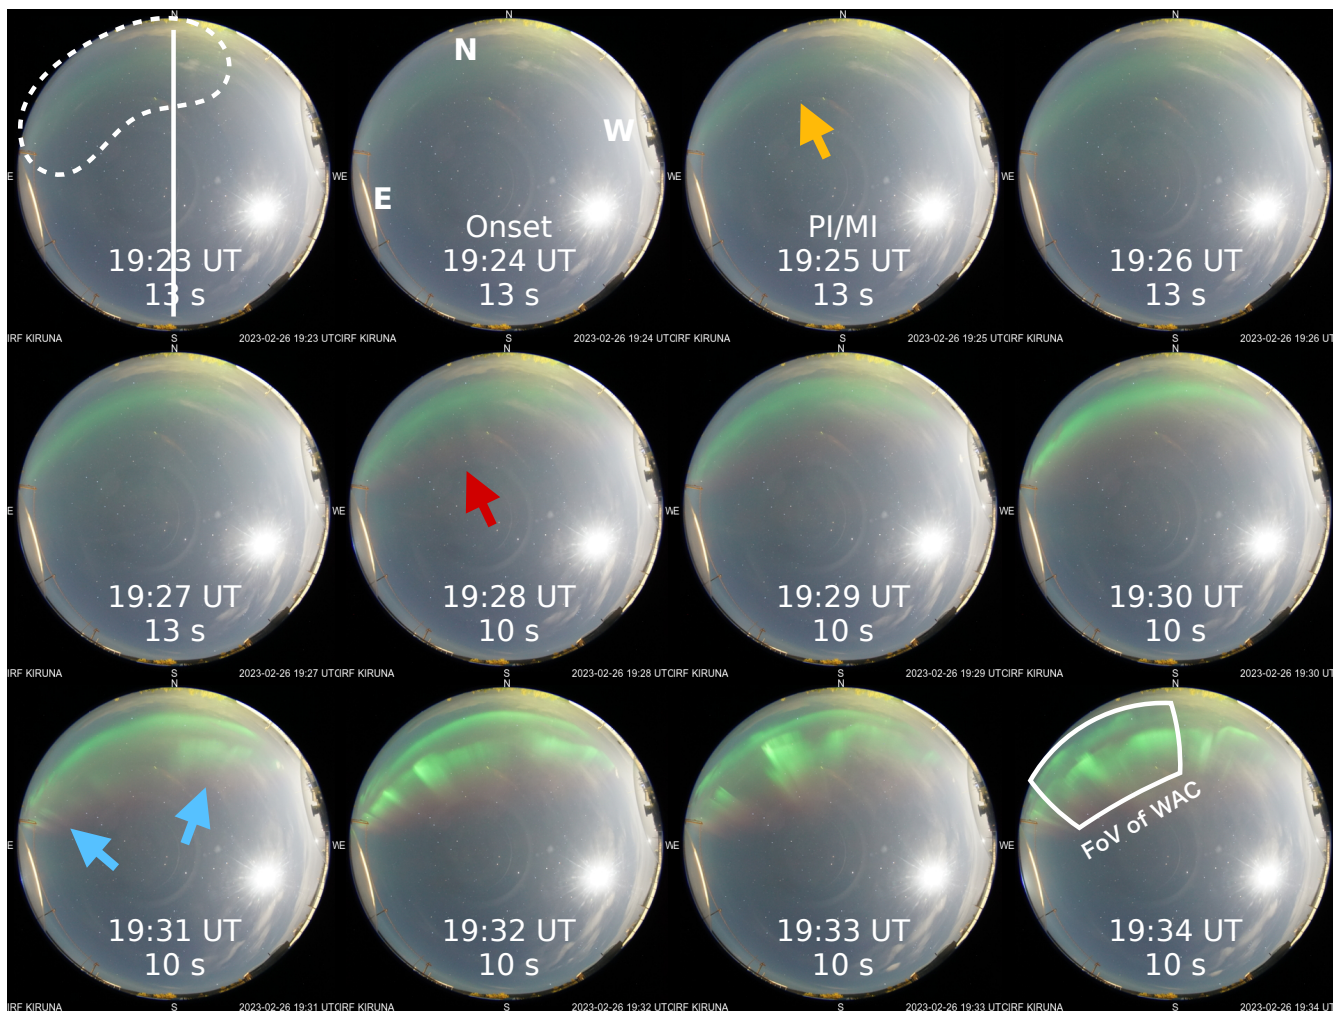 N N N N
N
W
E WE WE WE
E
Onset PI/MI
19:23 UT 19:24 UT 19:25 UT 19:26 UT
13 s 13 s 13 s 13 s
IRF KIRUNA S 2023-02-26 19:23 UTCIRF KIRUNA S 2023-02-26 19:24 UTCIRF KIRUNA S 2023-02-26 19:25 UTCIRF KIRUNA S 2023-02-26 19:26 UT
N N N N
E WE WE WE
19:27 UT 19:28 UT 19:29 UT 19:30 UT
13 s 10 s 10 s 10 s
IRF KIRUNA S 2023-02-26 19:27 UTCIRF KIRUNA S 2023-02-26 19:28 UTCIRF KIRUNA S 2023-02-26 19:29 UTCIRF KIRUNA S 2023-02-26 19:30 UT
N N N N
FoV of WAC
E WE WE WE
19:31 UT 19:32 UT 19:33 UT 19:34 UT
10 s 10 s 10 s 10 s
IRF KIRUNA S 2023-02-26 19:31 UTCIRF KIRUNA S 2023-02-26 19:32 UTCIRF KIRUNA S 2023-02-26 19:33 UTCIRF KIRUNA S 2023-02-26 19:34 UT